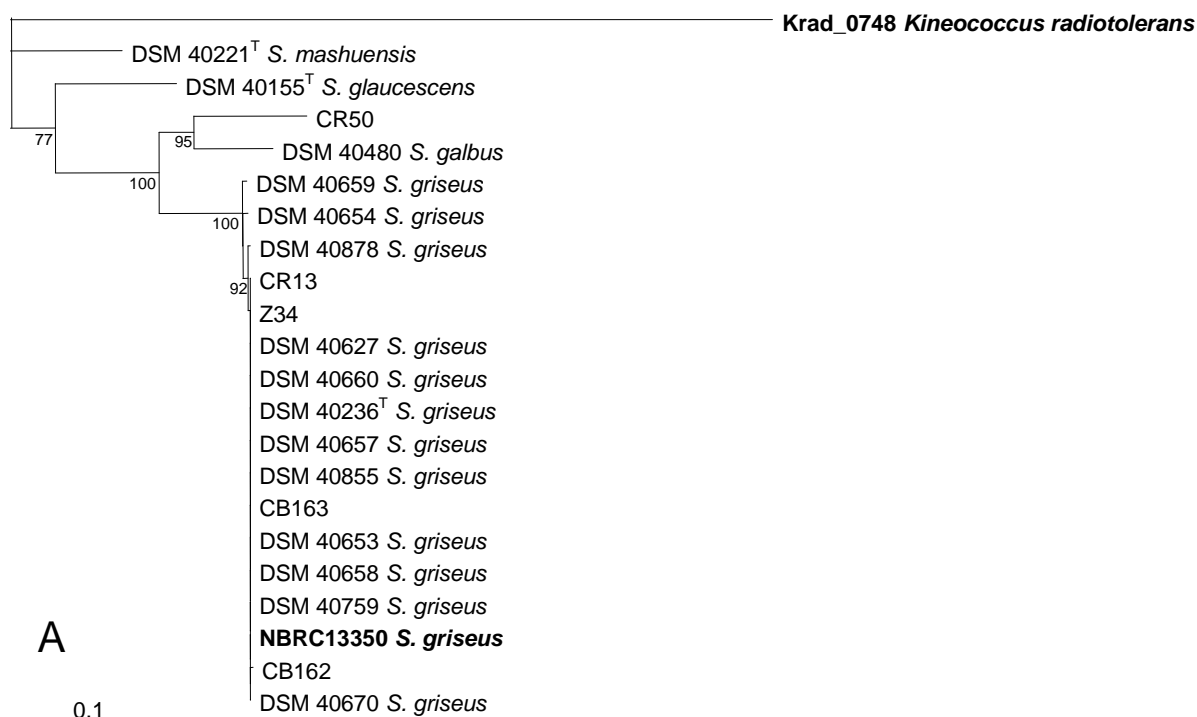 Krad_0748 Kineococcus radiotolerans
DSM 40221T S. mashuensis
DSM 40155T S. glaucescens
CR50
77
95
DSM 40480 S. galbus
100
DSM 40659 S. griseus
100
DSM 40654 S. griseus
DSM 40878 S. griseus
CR13
92
Z34
DSM 40627 S. griseus
DSM 40660 S. griseus
DSM 40236T S. griseus
DSM 40657 S. griseus
DSM 40855 S. griseus
CB163
DSM 40653 S. griseus
DSM 40658 S. griseus
DSM 40759 S. griseus
A
NBRC13350 S. griseus
CB162
DSM 40670 S. griseus
0.1